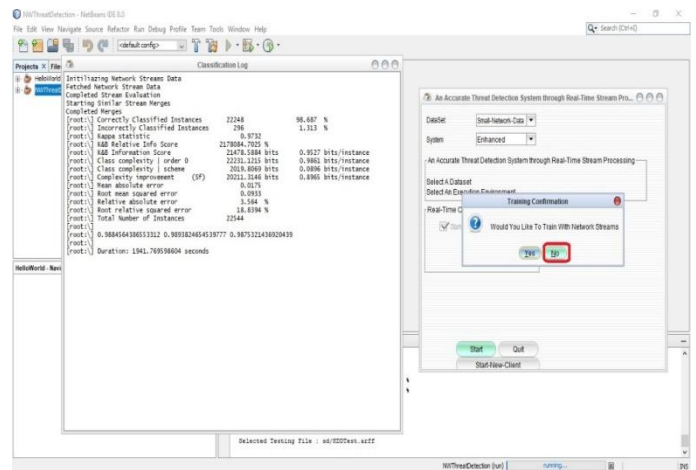 NWThreatDetection - NetBeans IDE 8.0
File Edit View Navigate Source Refactor Run Debug Profile Team Tools Window Help
Search (Ctrl+I)
<default config>
Projects X File
HelloWorld
NWThreat
Classification Log
Initiliazing Network Streams Data
Fetched Network Stream Data
Completed Stream Evaluation
Starting Similar Stream Merges
Completed Merges
[root:\] Correctly Classified Instances 22248 98.687 %
[root:\] Incorrectly Classified Instances 296 1.313 %
[root:\] Kappa statistic 0.9732
[root:\] K&B Relative Info Score 2178084.7025 %
[root:\] K&B Information Score 21478.5884 bits 0.9527 bits/instance
[root:\] Class complexity | order 0 22231.1215 bits 0.9861 bits/instance
[root:\] Class complexity | scheme 2019.8069 bits 0.0896 bits/instance
[root:\] Complexity improvement (Sf) 20211.3146 bits 0.8965 bits/instance
[root:\] Mean absolute error 0.0175
[root:\] Root mean squared error 0.0933
[root:\] Relative absolute error 3.564 %
[root:\] Root relative squared error 18.8394 %
[root:\] Total Number of Instances 22544
[root:\]
[root:\] 0.9884564386553312 0.9893824654539777 0.9875321436920439
[root:\]
[root:\] Duration: 1941.769598604 seconds
HelloWorld - Navi
An Accurate Threat Detection System through Real-Time Stream Pro...
DataSet Small-Network-Data
System Enhanced
An Accurate Threat Detection System through Real-Time Stream Processing
Select A Dataset
Select An Execution Environment
Real-Time C
Training Confirmation
Would You Like To Train With Network Streams
Yes No
Start Quit
Start-New-Client
Selected Testing File : sd/KDDTest.arff
NWThreatDetection (run) running...